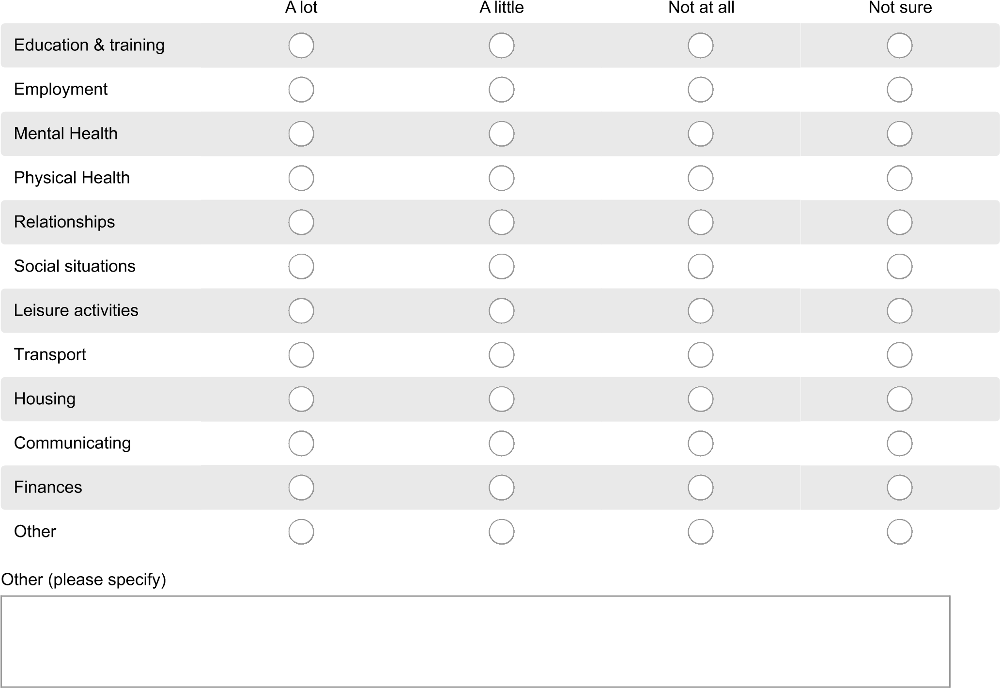 A lot A little Not at all Not sure
Education & training
Employment
Mental Health
Physical Health
Relationships
Social situations
Leisure activities
Transport
Housing
Communicating
Finances
Other
Other (please specify)